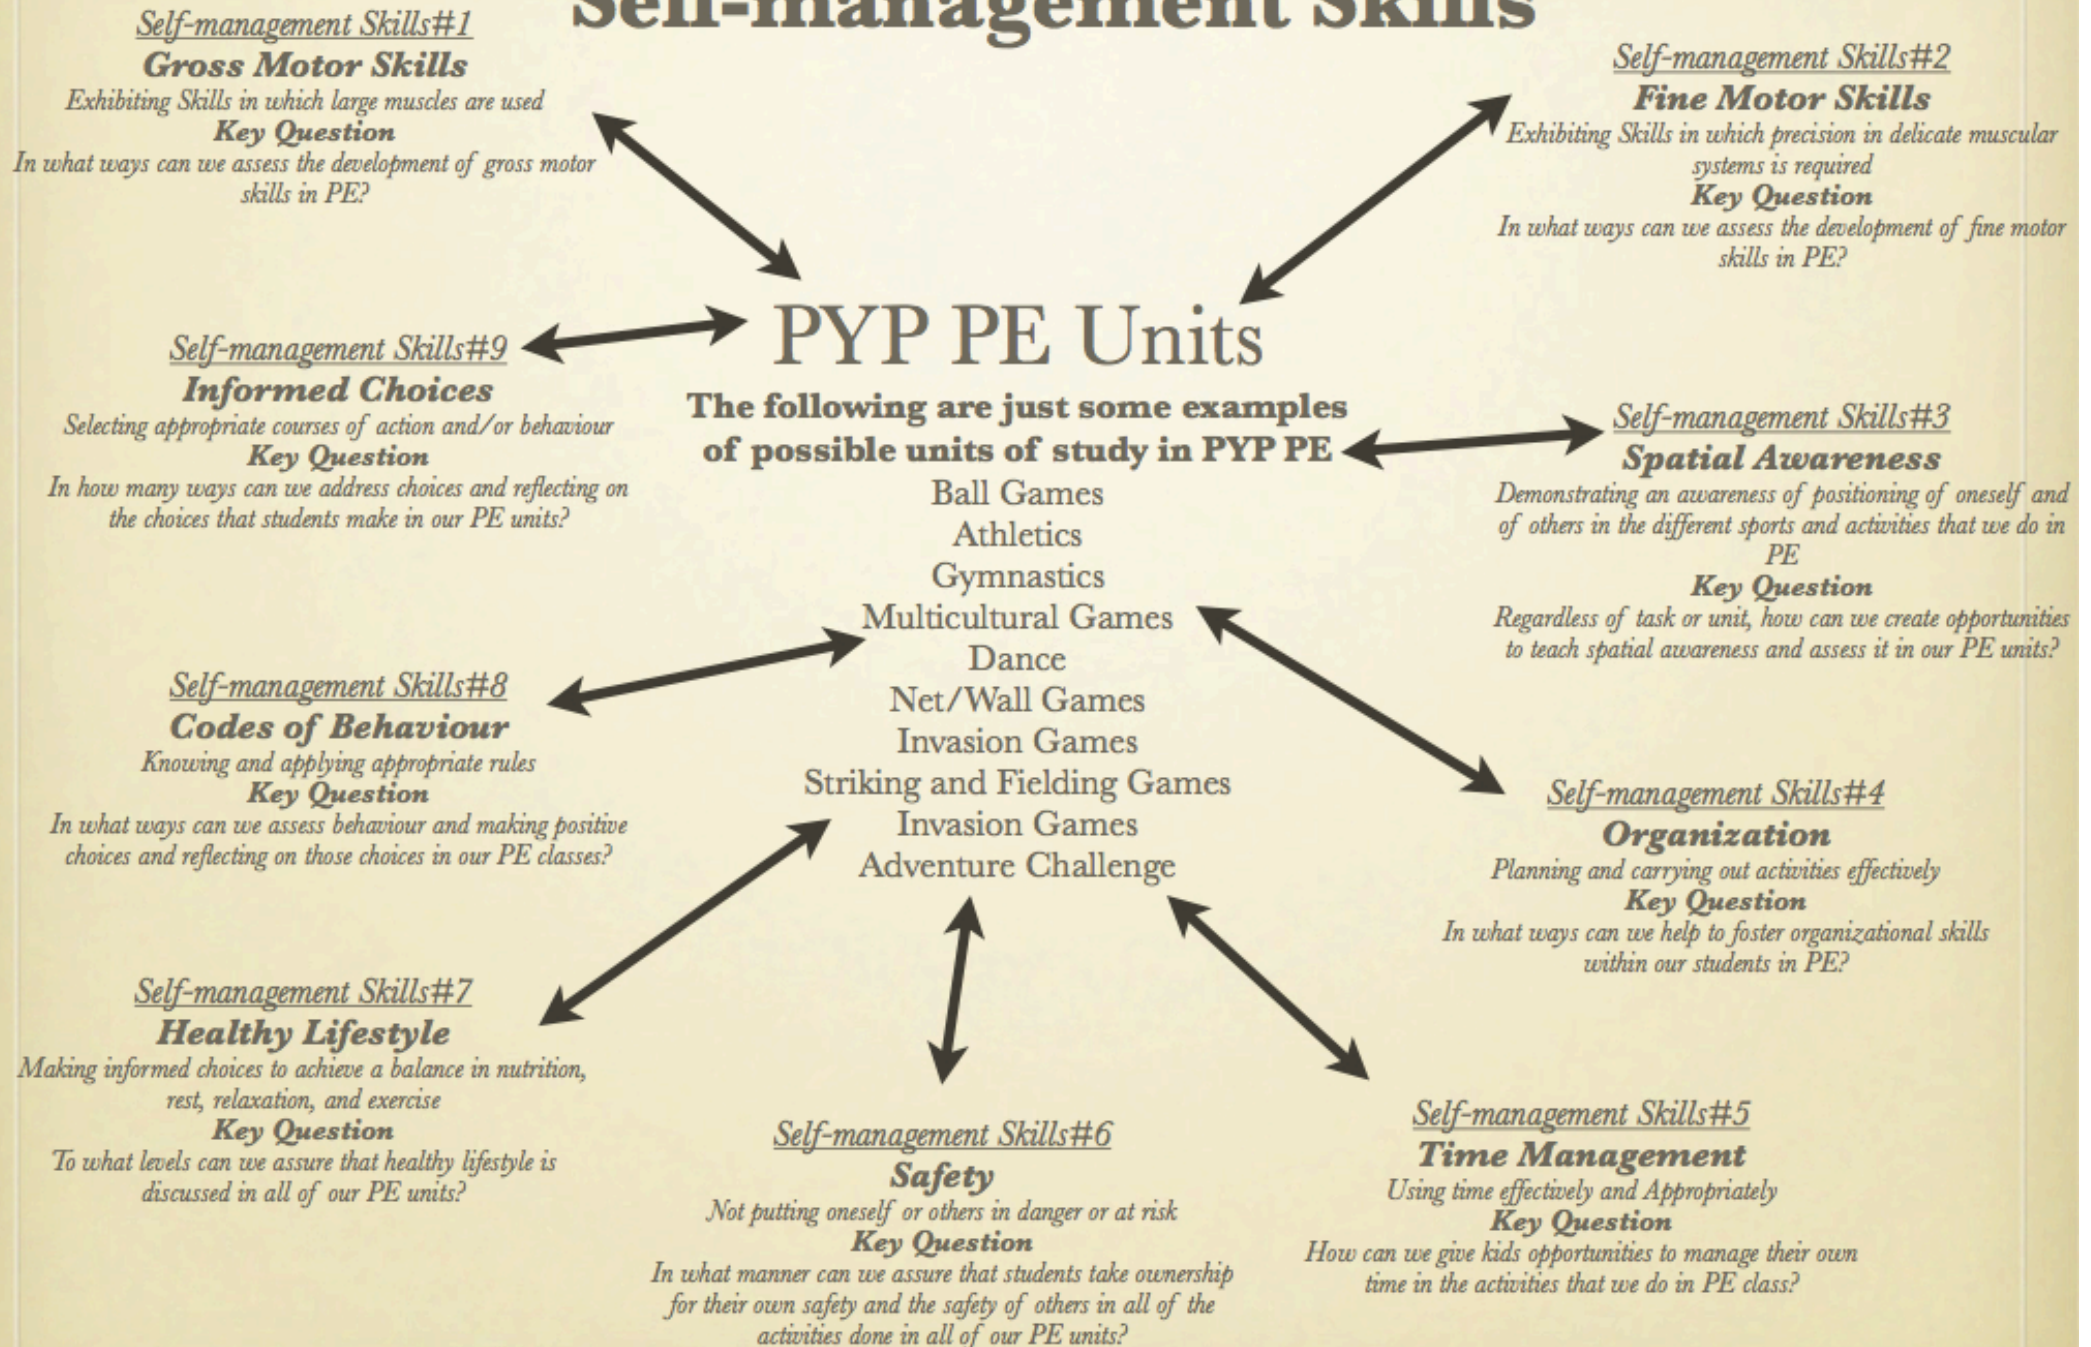 Self-management Skills
Self-management Skills#1
Gross Motor Skills
Exhibiting Skills in which large muscles are used
Key Question
In what ways can we assess the development of gross motor
skills in PE?
Self-management Skills#2
Fine Motor Skills
Exhibiting Skills in which precision in delicate muscular
systems is required
Key Question
In what ways can we assess the development of fine motor
skills in PE?
PYP PE Units
The following are just some examples
of possible units of study in PYP PE
Ball Games
Athletics
Gymnastics
Multicultural Games
Dance
Net/Wall Games
Invasion Games
Striking and Fielding Games
Invasion Games
Adventure Challenge
Self-management Skills#9
Informed Choices
Selecting appropriate courses of action and/or behaviour
Key Question
In how many ways can we address choices and reflecting on
the choices that students make in our PE units?
Self-management Skills#3
Spatial Awareness
Demonstrating an awareness of positioning of oneself and
of others in the different sports and activities that we do in
PE
Key Question
Regardless of task or unit, how can we create opportunities
to teach spatial awareness and assess it in our PE units?
Self-management Skills#8
Codes of Behaviour
Knowing and applying appropriate rules
Key Question
In what ways can we assess behaviour and making positive
choices and reflecting on those choices in our PE classes?
Self-management Skills#4
Organization
Planning and carrying out activities effectively
Key Question
In what ways can we help to foster organizational skills
within our students in PE?
Self-management Skills#7
Healthy Lifestyle
Making informed choices to achieve a balance in nutrition,
rest, relaxation, and exercise
Key Question
To what levels can we assure that healthy lifestyle is
discussed in all of our PE units?
Self-management Skills#6
Safety
Not putting oneself or others in danger or at risk
Key Question
In what manner can we assure that students take ownership
for their own safety and the safety of others in all of the
activities done in all of our PE units?
Self-management Skills#5
Time Management
Using time effectively and Appropriately
Key Question
How can we give kids opportunities to manage their own
time in the activities that we do in PE class?